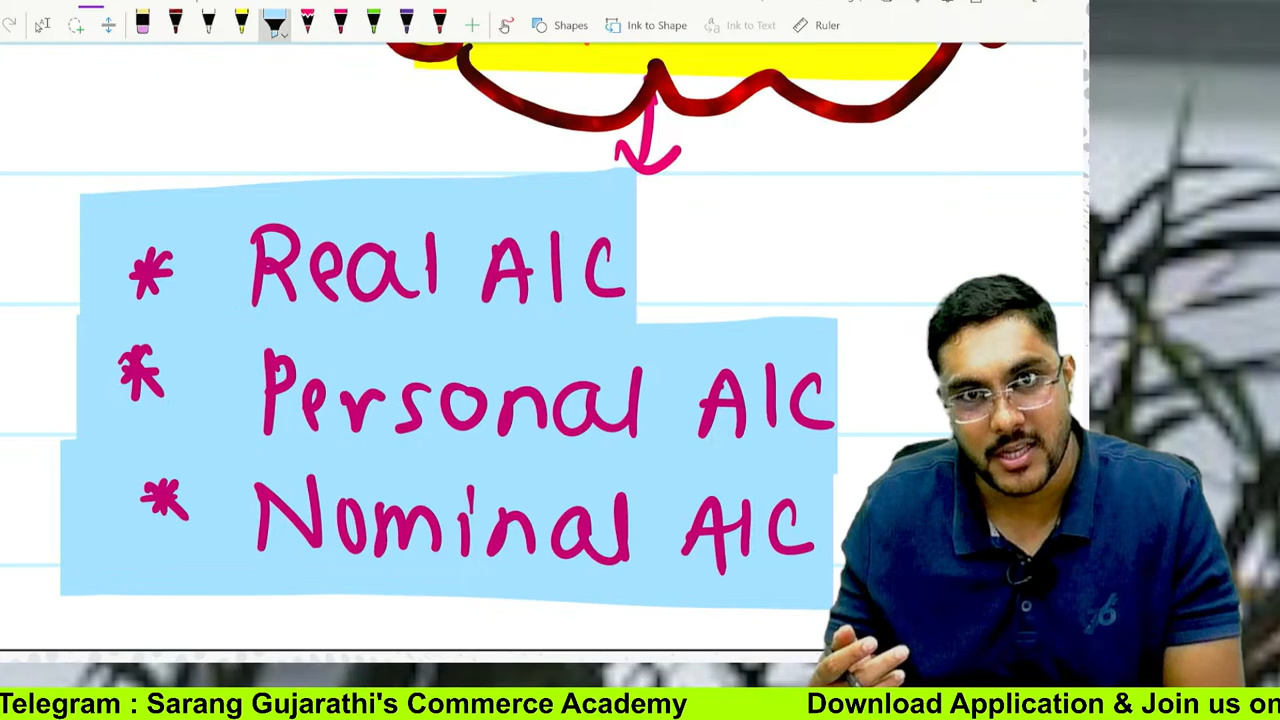 Shapes Ink to Shape Ink to Text Ruler
* Real A/C
* Personal A/C
* Nominal A/C
76
Telegram : Sarang Gujarathi's Commerce Academy Download Application & Join us on